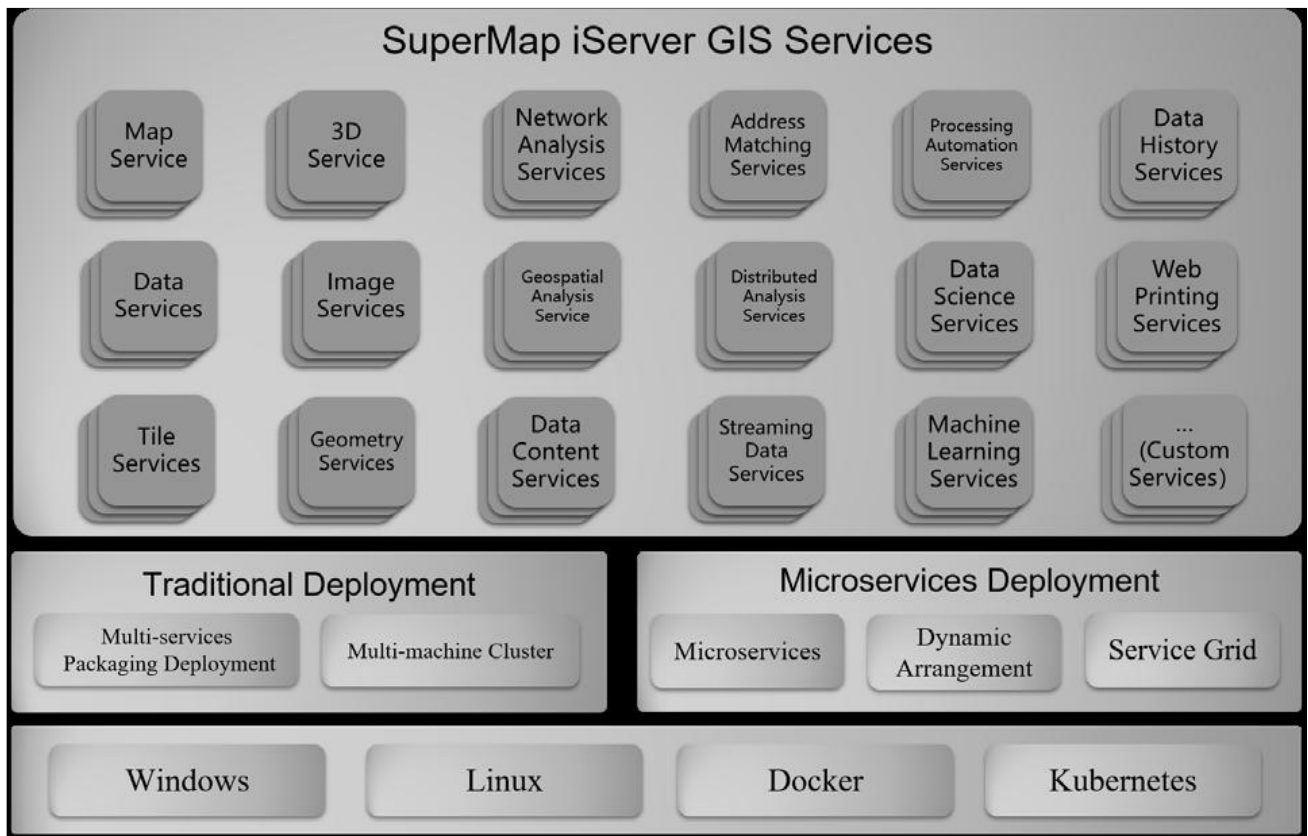 SuperMap iServer GIS Services
Map
Service
3D
Service
Network
Analysis
Services
Address
Matching
Services
Processing
Automation
Services
Data
History
Services
Data
Services
Image
Services
Geospatial
Analysis
Service
Distributed
Analysis
Services
Data
Science
Services
Web
Printing
Services
Tile
Services
Geometry
Services
Data
Content
Services
Streaming
Data
Services
Machine
Learning
Services
...
(Custom
Services)
Traditional Deployment
Multi-services
Packaging Deployment
Multi-machine Cluster
Microservices Deployment
Microservices
Dynamic
Arrangement
Service Grid
Windows
Linux
Docker
Kubernetes